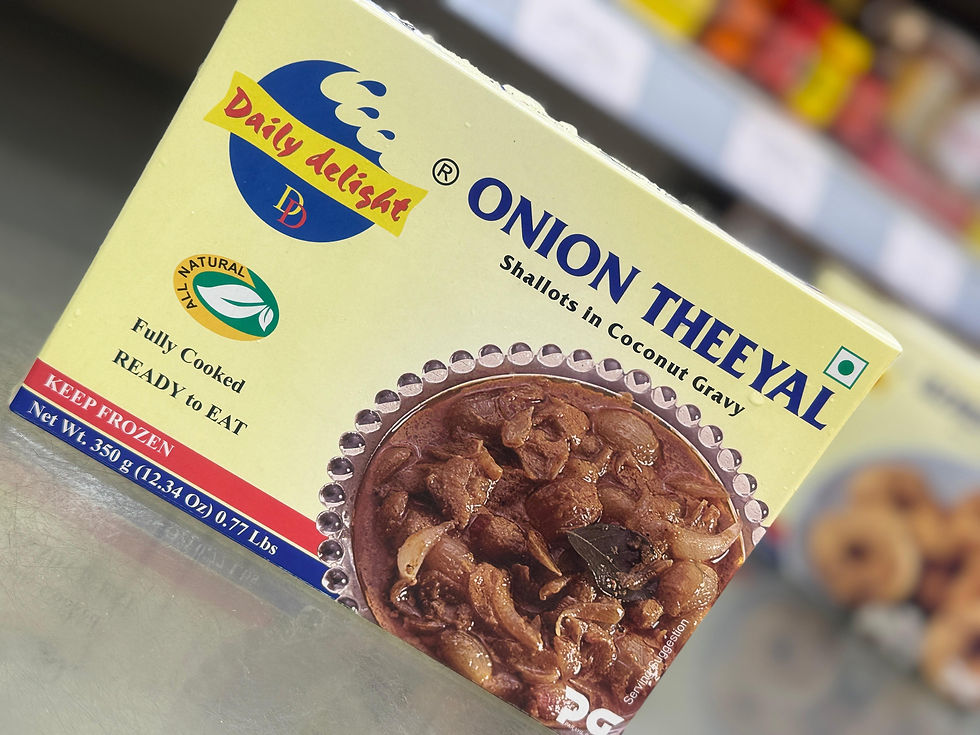 Daily delight
DD
®
ONION THEEYAL
Shallots in Coconut Gravy
ALL NATURAL
Fully Cooked
READY to EAT
KEEP FROZEN
Net Wt. 350 g (12.34 Oz) 0.77 Lbs
Serving Suggestion
PG